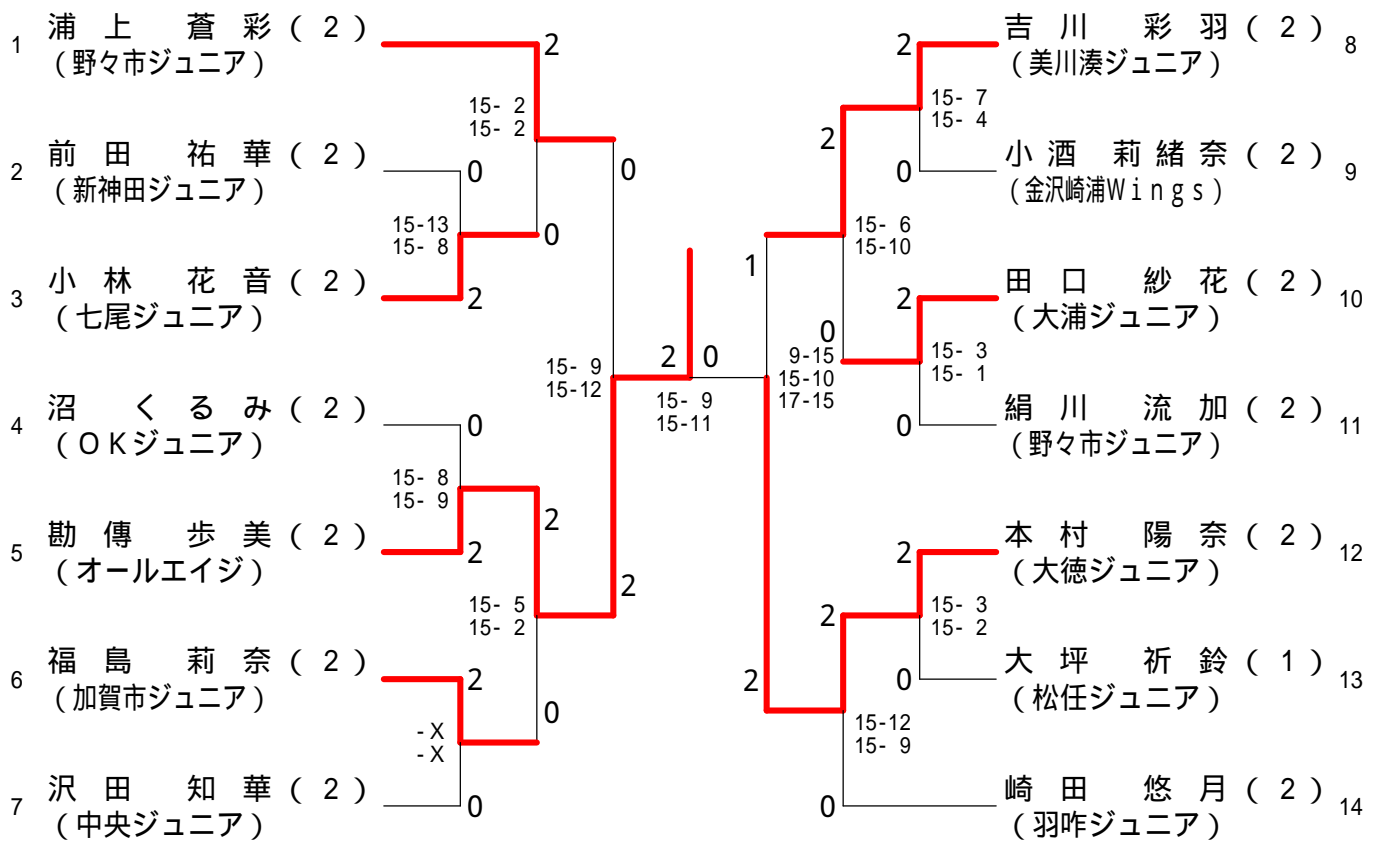 1 浦上 蒼彩(2)
(野々市ジュニア)
2 前田 祐華(2)
(新神田ジュニア)
3 小林 花音(2)
(七尾ジュニア)
4 沼 くるみ(2)
(OKジュニア)
5 勘傳 歩美(2)
(オールエイジ)
6 福島 莉奈(2)
(加賀市ジュニア)
7 沢田 知華(2)
(中央ジュニア)
2
15- 2
15- 2
0
0
15-13
15- 8
0
2
0
15- 8
15- 9
2
2
15- 5
15- 2
2
0
- X
- X
0
0
15- 9
15-12
2
2 0
15- 9
15-11
1
9-15
15-10
17-15
2
2
15- 6
15-10
0
2
15-12
15- 9
0
2
15- 7
15- 4
0
2
15- 3
15- 1
0
2
15- 3
15- 2
0
吉川 彩羽(2) 8
(美川湊ジュニア)
小酒 莉緒奈(2) 9
(金沢崎浦Wings)
田口 紗花(2) 10
(大浦ジュニア)
絹川 流加(2) 11
(野々市ジュニア)
本村 陽奈(2) 12
(大徳ジュニア)
大坪 祈鈴(1) 13
(松任ジュニア)
崎田 悠月(2) 14
(羽咋ジュニア)